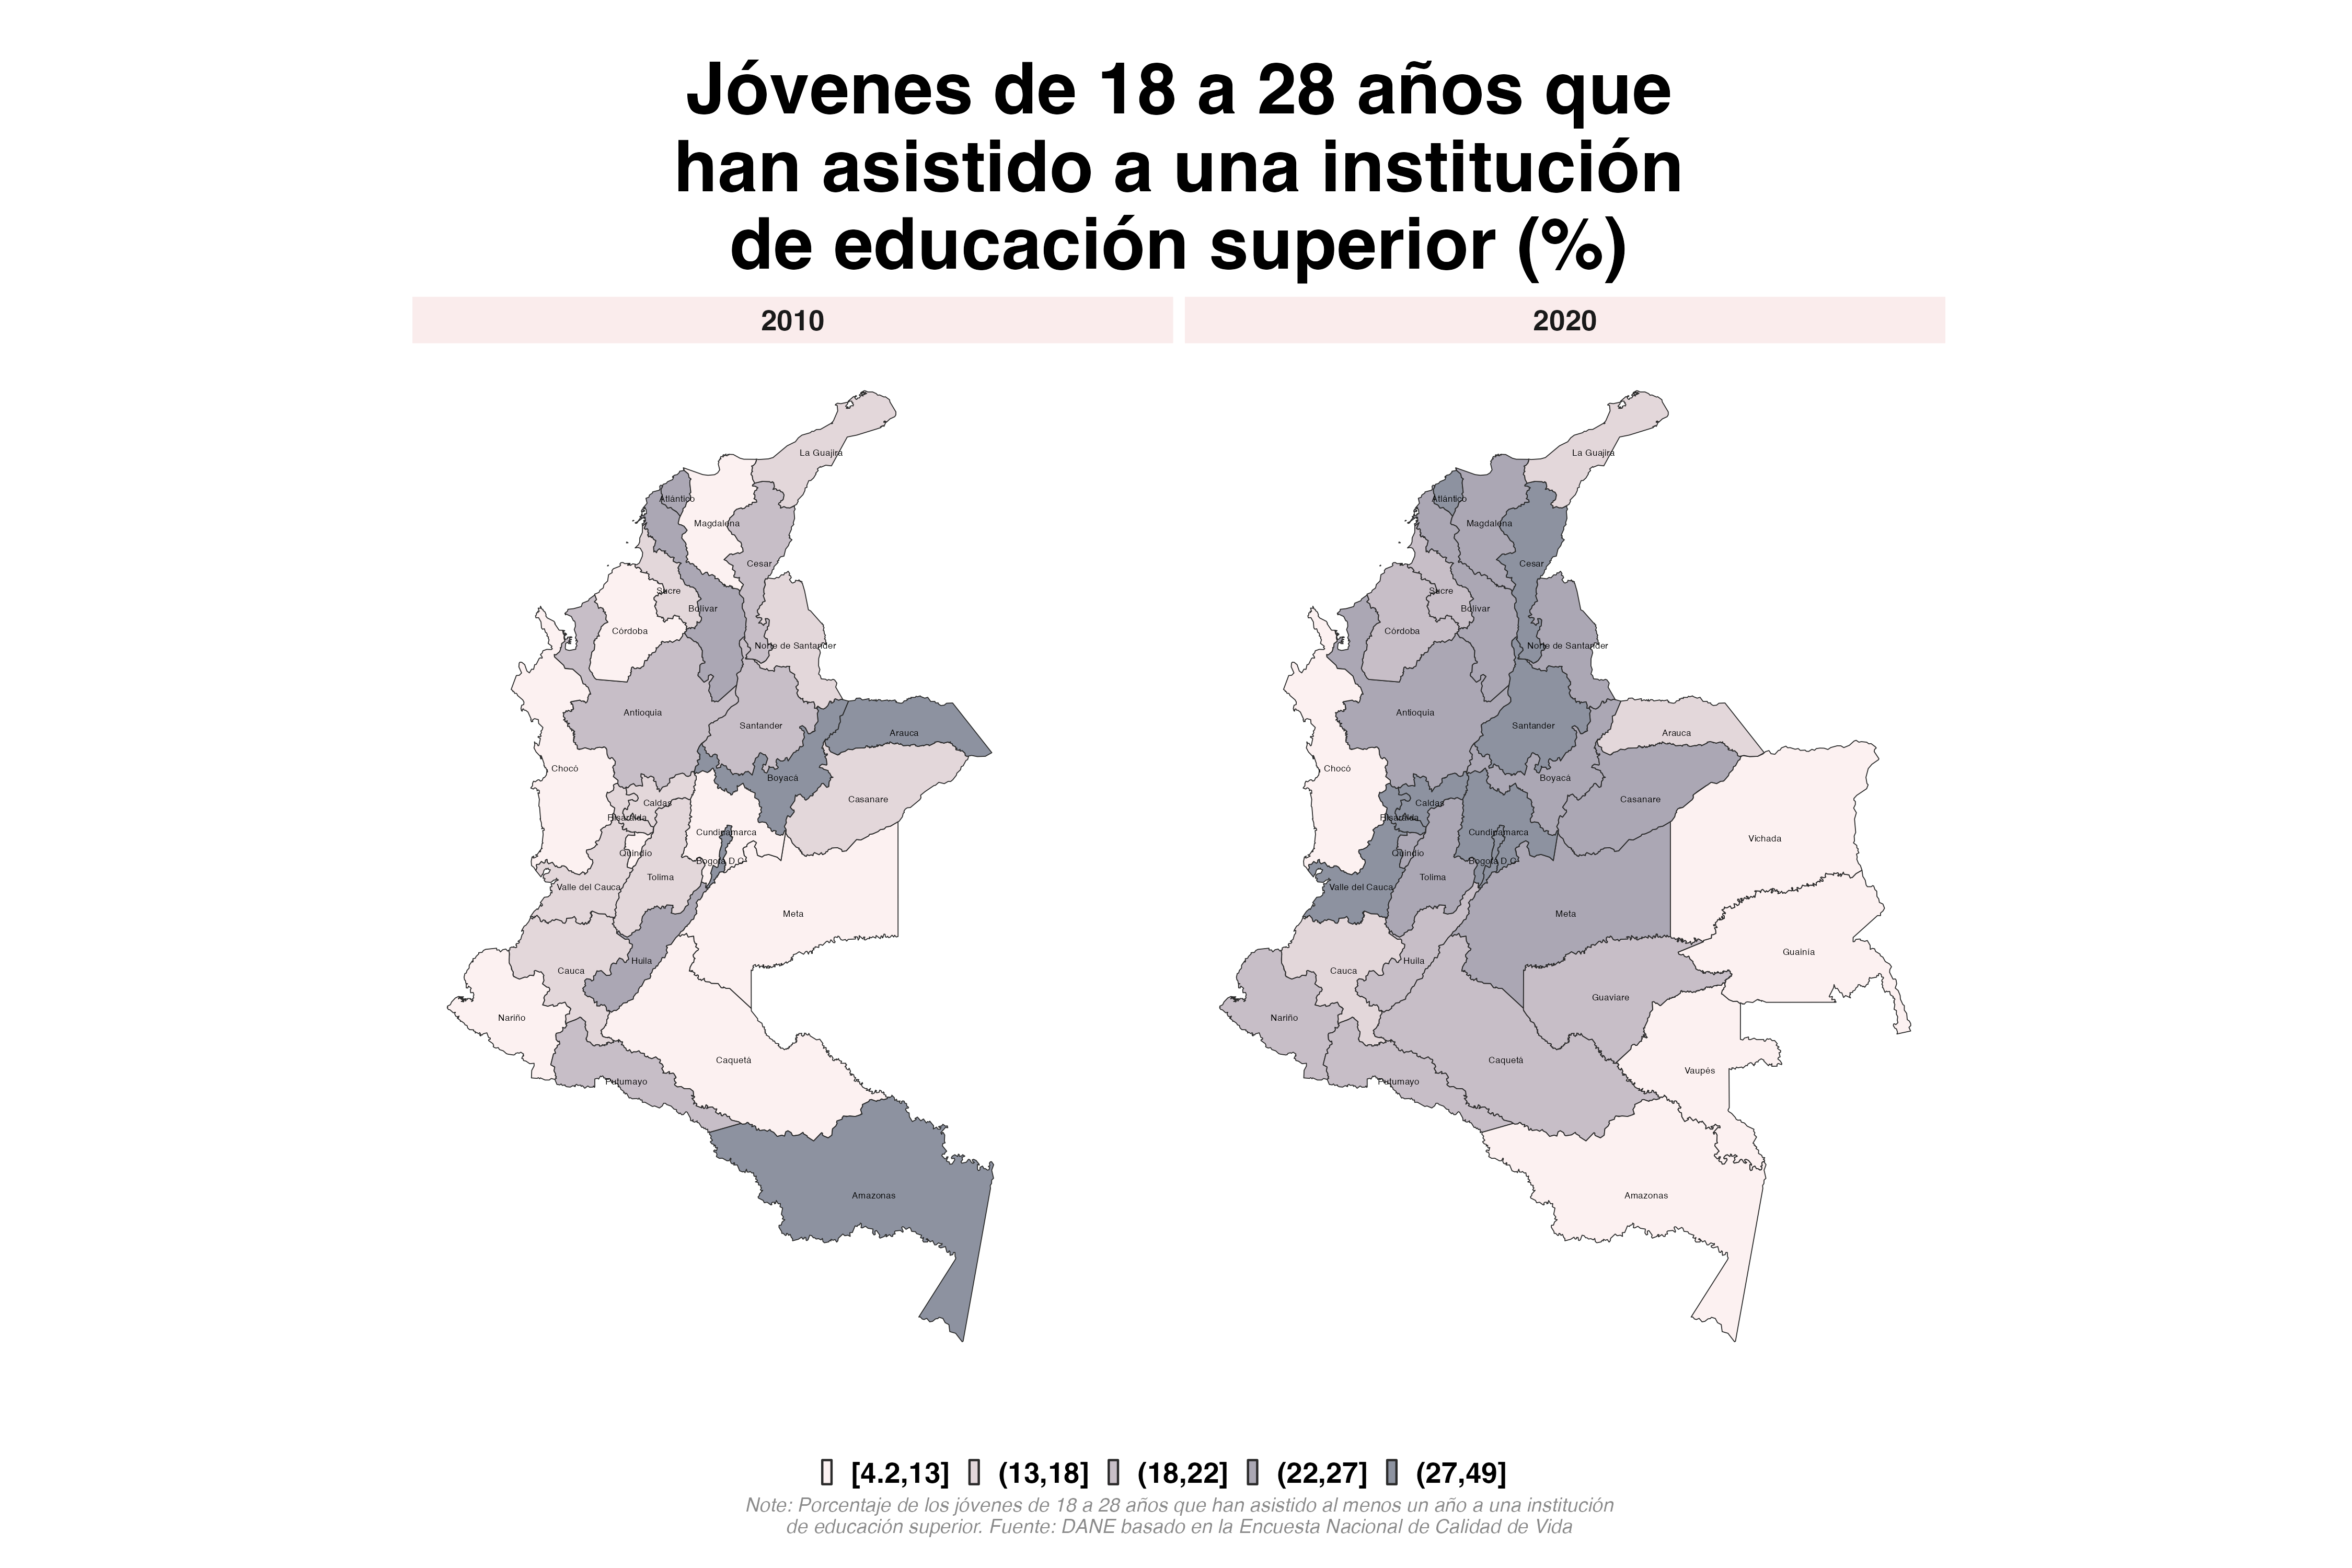 Jóvenes de 18 a 28 años que
han asistido a una institución
de educación superior (%)
2010
2020
La Guajira
Atlántico
Magdalena
Cesar
Sucre
Bolívar
Córdoba
Norte de Santander
Antioquia
Santander
Arauca
Chocó
Boyacá
Casanare
Caldas
Risaralda
Cundinamarca
Quindío
Bogotá D.C.
Tolima
Valle del Cauca
Meta
Huila
Cauca
Nariño
Caquetá
Putumayo
Amazonas
La Guajira
Atlántico
Magdalena
Cesar
Sucre
Bolívar
Córdoba
Norte de Santander
Antioquia
Santander
Arauca
Chocó
Boyacá
Casanare
Caldas
Risaralda
Cundinamarca
Vichada
Quindío
Bogotá D.C.
Tolima
Valle del Cauca
Meta
Guainía
Huila
Cauca
Guaviare
Nariño
Caquetá
Vaupés
Putumayo
Amazonas
[4.2,13] (13,18] (18,22] (22,27] (27,49]
Note: Porcentaje de los jóvenes de 18 a 28 años que han asistido al menos un año a una institución
de educación superior. Fuente: DANE basado en la Encuesta Nacional de Calidad de Vida